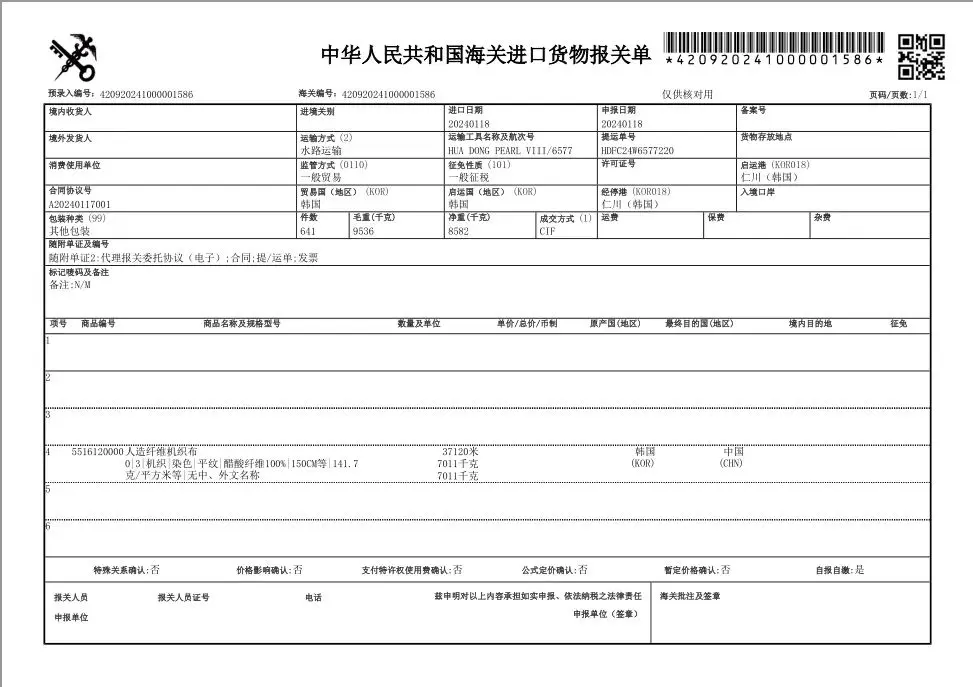 中华人民共和国海关进口货物报关单
*420920241000001586*
预录入编号：420920241000001586 海关编号：420920241000001586 仅供核对用 页码/页数:1/1
境内收货人 进境关别 进口日期 申报日期 备案号
20240118 20240118
境外发货人 运输方式 (2) 运输工具名称及航次号 提运单号 货物存放地点
水路运输 HUA DONG PEARL VIII/6577 HDFC24W6577220
消费使用单位 监管方式 (0110) 征免性质 (101) 许可证号 启运港 (KOR018)
一般贸易 一般征税 仁川（韩国）
合同协议号 贸易国（地区） (KOR) 启运国（地区） (KOR) 经停港 (KOR018) 入境口岸
A20240117001 韩国 韩国 仁川（韩国）
包装种类 (99) 件数 毛重(千克) 净重(千克) 成交方式 (1) 运费 保费 杂费
其他包装 641 9536 8582 CIF
随附单证及编号
随附单证2:代理报关委托协议（电子）;合同;提/运单;发票
标记唛码及备注
备注:N/M
项号 商品编号 商品名称及规格型号 数量及单位 单价/总价/币制 原产国(地区) 最终目的国(地区) 境内目的地 征免
1
2
3
4 5516120000 人造纤维机织布 37120米 韩国 中国
0|3|机织|染色|平纹|醋酸纤维100%|150CM等|141.7 7011千克 (KOR) (CHN)
克/平方米等|无中、外文名称 7011千克
5
6
特殊关系确认:否 价格影响确认:否 支付特许权使用费确认:否 公式定价确认:否 暂定价格确认:否 自报自缴:是
报关人员 报关人员证号 电话 兹申明对以上内容承担如实申报、依法纳税之法律责任 海关批注及签章
申报单位 申报单位（签章）